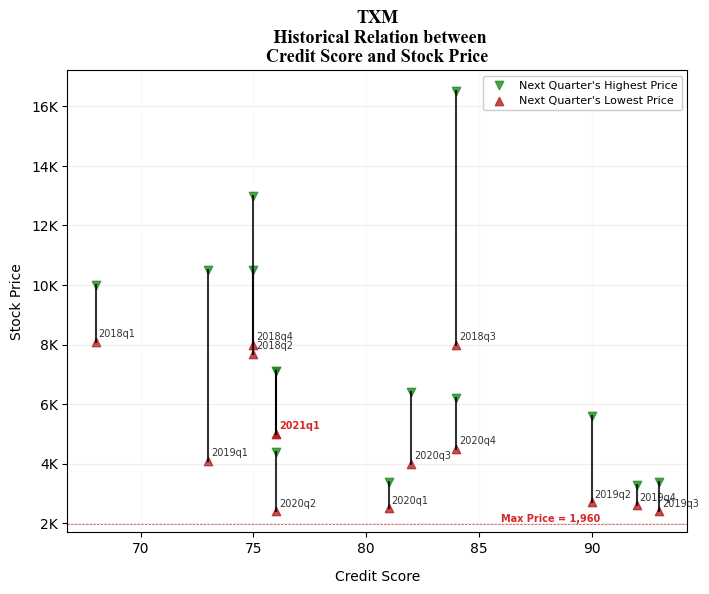 TXM
Historical Relation between
Credit Score and Stock Price
Next Quarter's Highest Price
Next Quarter's Lowest Price
16K
14K
12K
10K
8K
6K
4K
2K
Stock Price
2018q1
2018q4
2018q2
2018q3
2021q1
2019q1
2020q3
2020q4
2020q2
2020q1
2019q2
2019q4
2019q3
Max Price = 1,960
70
75
80
85
90
Credit Score